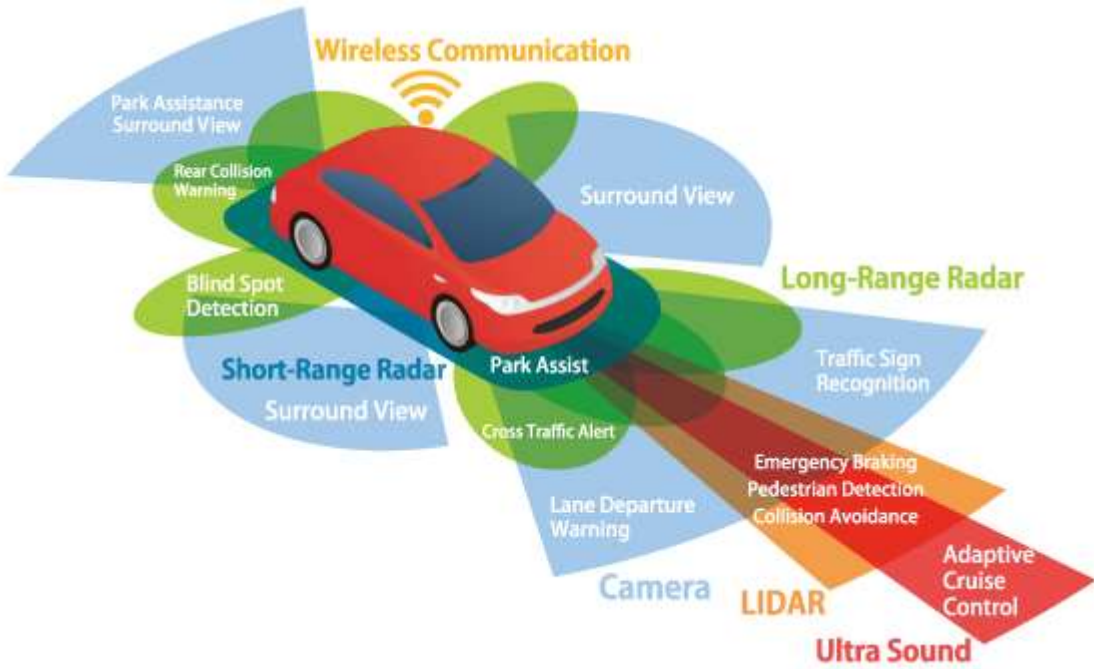 Wireless Communication
Park Assistance
Surround View
Rear Collision
Warning
Surround View
Long-Range Radar
Blind Spot
Detection
Short-Range Radar
Park Assist
Traffic Sign
Recognition
Surround View
Cross Traffic Alert
Emergency Braking
Pedestrian Detection
Collision Avoidance
Lane Departure
Warning
Adaptive
Cruise
Control
Camera
LIDAR
Ultra Sound